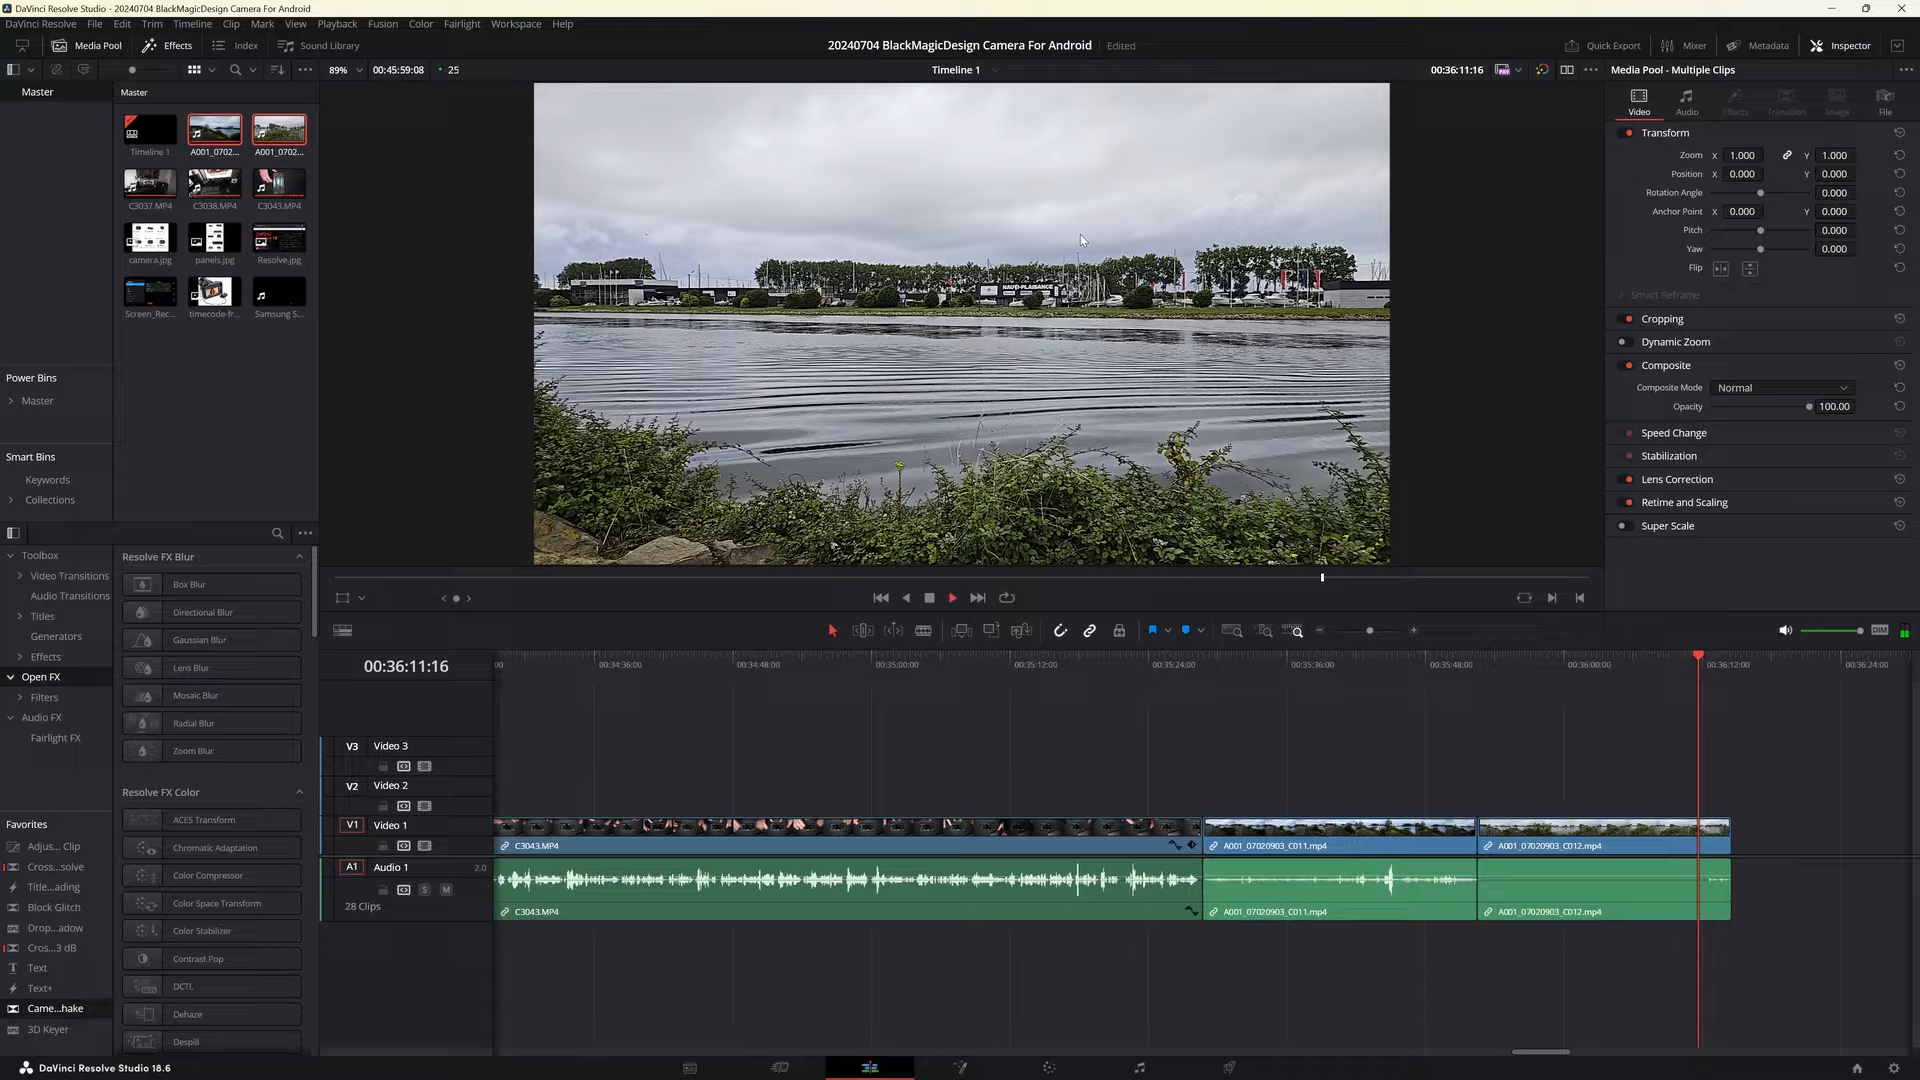 DaVinci Resolve Studio - 20240704 BlackMagicDesign Camera For Android
DaVinci Resolve File Edit Trim Timeline Clip Mark View Playback Fusion Color Fairlight Workspace Help
Media Pool Effects Index Sound Library 20240704 BlackMagicDesign Camera For Android Edited Quick Export Mixer Metadata Inspector
89% 00:45:59:08 25 Timeline 1 00:36:11:16 Media Pool - Multiple Clips
Master Master
Video Audio Effects Transition Image File
Timeline 1 A001_0702... A001_0702...
C3037.MP4 C3038.MP4 C3043.MP4
camera.jpg panels.jpg Resolve.jpg
Screen_Rec... timecode-fr... Samsung S...
Power Bins
Master
Smart Bins
Keywords
Collections
NAUTI-PLAISANCE
Transform
Zoom X 1.000 Y 1.000
Position X 0.000 Y 0.000
Rotation Angle 0.000
Anchor Point X 0.000 Y 0.000
Pitch 0.000
Yaw 0.000
Flip
Smart Reframe
Cropping
Dynamic Zoom
Composite
Composite Mode Normal
Opacity 100.00
Speed Change
Stabilization
Lens Correction
Retime and Scaling
Super Scale
Toolbox
Video Transitions
Audio Transitions
Titles
Generators
Effects
Open FX
Filters
Audio FX
Fairlight FX
Favorites
Adjus... Clip
Cross...solve
Title...ading
Block Glitch
Drop...adow
Cros...3 dB
Text
Text+
Came...hake
3D Keyer
Resolve FX Blur
Box Blur
Directional Blur
Gaussian Blur
Lens Blur
Mosaic Blur
Radial Blur
Zoom Blur
Resolve FX Color
ACES Transform
Chromatic Adaptation
Color Compressor
Color Space Transform
Color Stabilizer
Contrast Pop
DCTL
Dehaze
Despill
DIM
00:36:11:16 00 00:34:36:00 00:34:48:00 00:35:00:00 00:35:12:00 00:35:24:00 00:35:36:00 00:35:48:00 00:36:00:00 00:36:12:00 00:36:24:00
V3 Video 3
V2 Video 2
V1 Video 1
C3043.MP4 A001_07020903_C011.mp4 A001_07020903_C012.mp4
A1 Audio 1 2.0
S M
28 Clips
C3043.MP4 A001_07020903_C011.mp4 A001_07020903_C012.mp4
DaVinci Resolve Studio 18.6